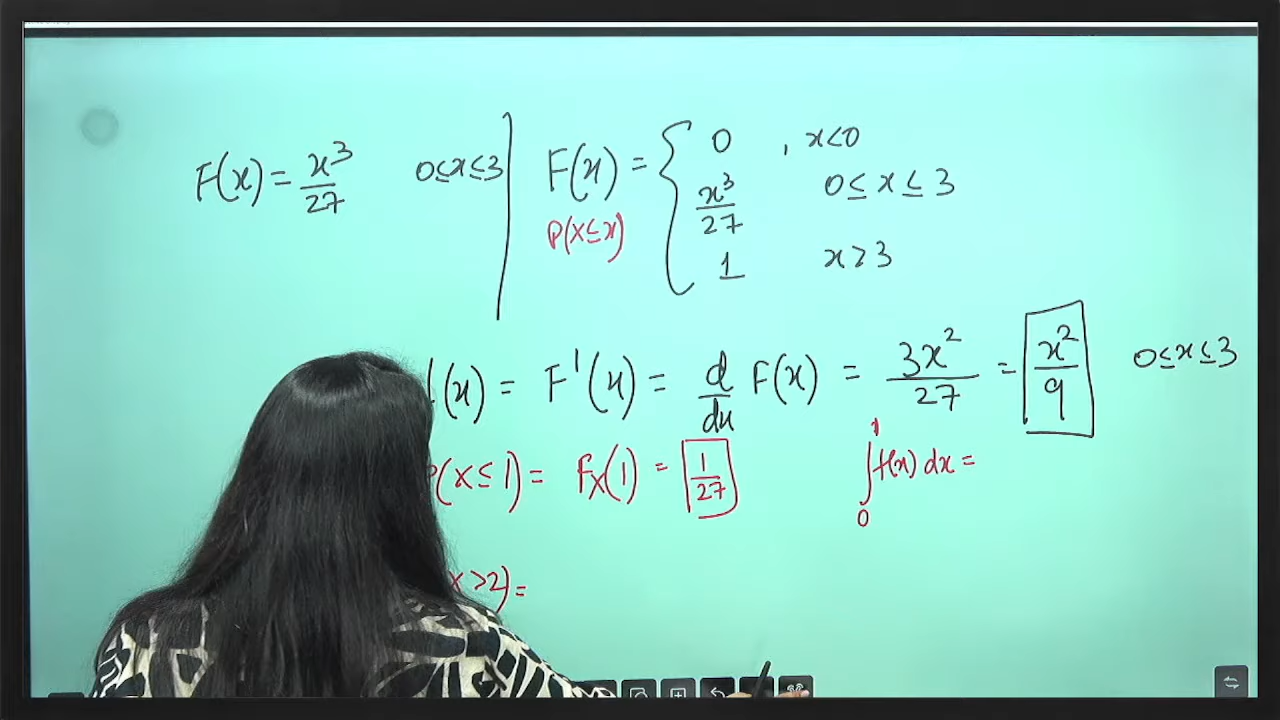 F(x) = x³/27 0≤x≤3
F(x) = { 0 , x<0
x³/27 0≤x≤3
1 x≥3
P(X≤x)
(x) = F'(x) = d/dx F(x) = 3x²/27 = x²/9 0≤x≤3
P(X≤1) = Fx(1) = 1/27 ∫₀¹ f(x) dx =
x>2) =